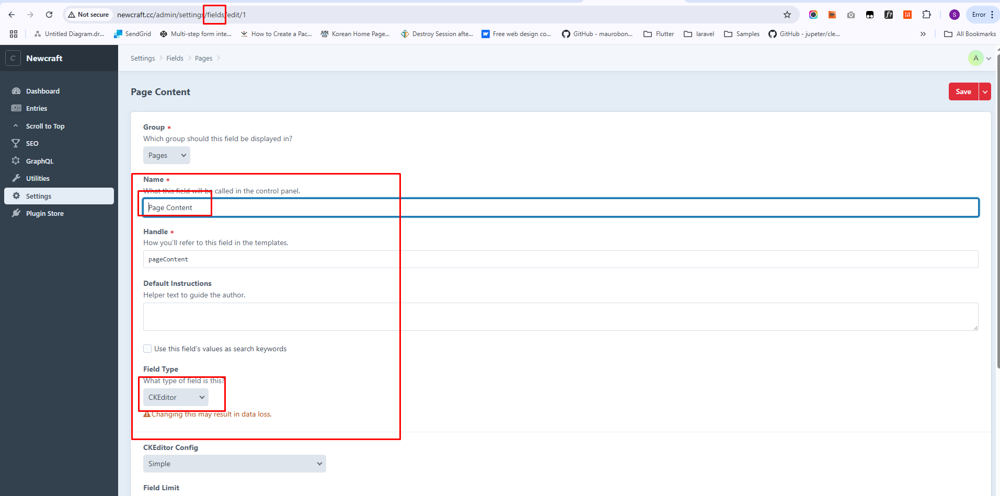 Not secure newcraft.cc/admin/settings/fields/edit/1 f? S Error
Untitled Diagram.dr... SendGrid Multi-step form inte... How to Create a Pac... JUST CO Korean Home Page... Destroy Session afte... Free web design co... GitHub - maurobon... Flutter laravel Samples GitHub - jupeter/cle... » All Bookmarks
C Newcraft
Settings Fields Pages
A
Dashboard
Entries
Scroll to Top
SEO
GraphQL
Utilities
Settings
Plugin Store
Page Content
Save
Group *
Which group should this field be displayed in?
Pages
Name *
What this field will be called in the control panel.
Page Content
Handle *
How you'll refer to this field in the templates.
pageContent
Default Instructions
Helper text to guide the author.
Use this field's values as search keywords
Field Type
What type of field is this?
CKEditor
Changing this may result in data loss.
CKEditor Config
Simple
Field Limit